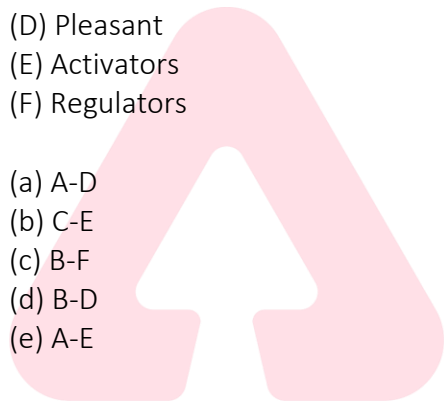 (D) Pleasant
(E) Activators
(F) Regulators
(a) A-D
(b) C-E
(c) B-F
(d) B-D
(e) A-E